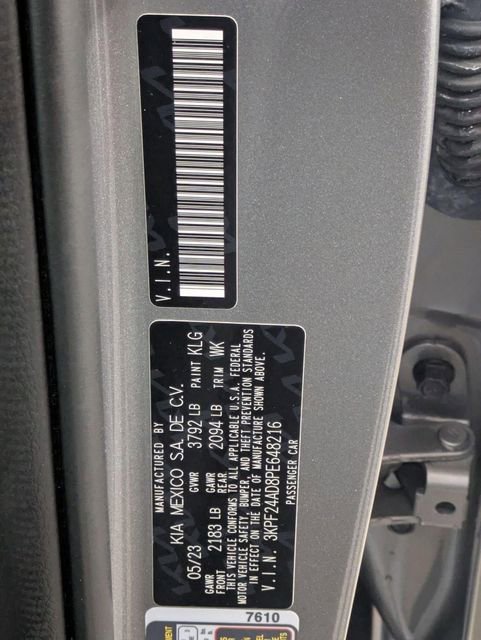 V.I.N.
MANUFACTURED BY
KIA MEXICO S.A. DE C.V.
05/23 GVWR 3792 LB PAINT KLG
GAWR FRONT 2183 LB GAWR REAR 2094 LB TRIM WK
THIS VEHICLE CONFORMS TO ALL APPLICABLE U.S.A. FEDERAL
MOTOR VEHICLE SAFETY, BUMPER, AND THEFT PREVENTION STANDARDS
IN EFFECT ON THE DATE OF MANUFACTURE SHOWN ABOVE.
V.I.N. 3KPF24AD8PE648216
PASSENGER CAR
7610